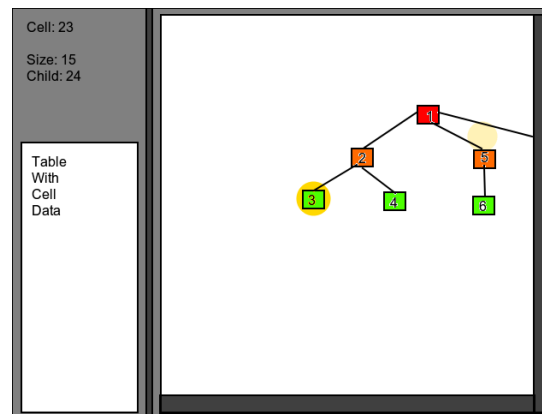 Cell: 23
Size: 15
Child: 24
Table
With
Cell
Data
1
2
5
3
4
6